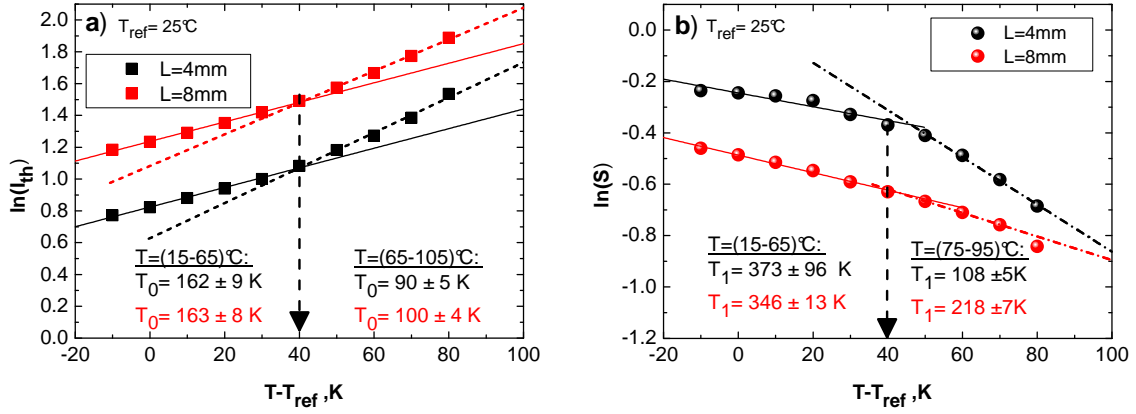 a)
T_ref= 25℃
L=4mm
L=8mm
2.0
1.8
1.6
1.4
1.2
1.0
0.8
0.6
0.4
0.2
0.0
ln(I_th)
T=(15-65)℃:
T_0= 162 ± 9 K
T_0= 163 ± 8 K
T=(65-105)℃:
T_0= 90 ± 5 K
T_0= 100 ± 4 K
-20 0 20 40 60 80 100
T-T_ref ,K
b)
T_ref= 25℃
L=4mm
L=8mm
0.0
-0.2
-0.4
-0.6
-0.8
-1.0
-1.2
ln(S)
T=(15-65)℃:
T_1= 373 ± 96 K
T_1= 346 ± 13 K
T=(75-95)℃:
T_1= 108 ±5K
T_1= 218 ±7K
-20 0 20 40 60 80 100
T-T_ref ,K